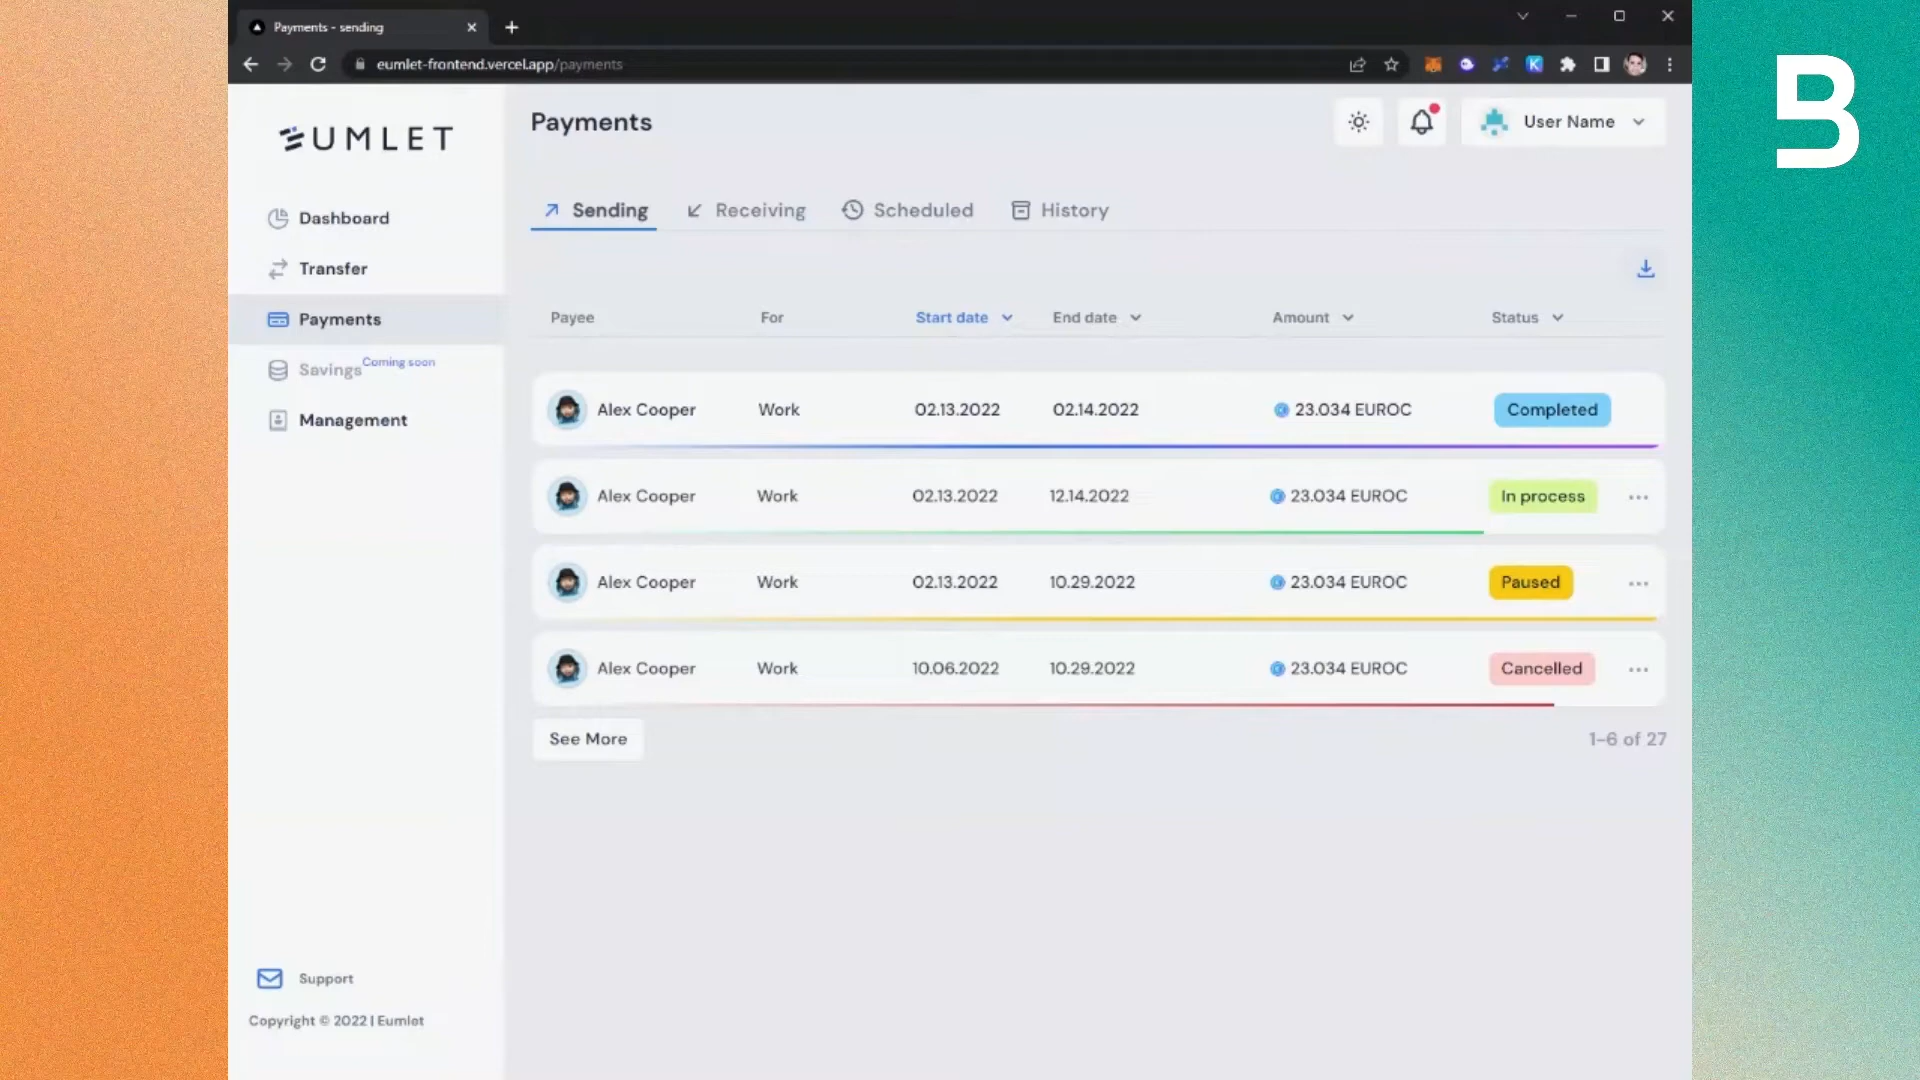 Payments - sending
eumlet-frontend.vercel.app/payments
B
EUMLET
Payments
User Name
Dashboard
Transfer
Payments
Savings Coming soon
Management
Sending Receiving Scheduled History
Payee For Start date End date Amount Status
Alex Cooper Work 02.13.2022 02.14.2022 23.034 EUROC Completed
Alex Cooper Work 02.13.2022 12.14.2022 23.034 EUROC In process
Alex Cooper Work 02.13.2022 10.29.2022 23.034 EUROC Paused
Alex Cooper Work 10.06.2022 10.29.2022 23.034 EUROC Cancelled
See More
1-6 of 27
Support
Copyright © 2022 | Eumlet